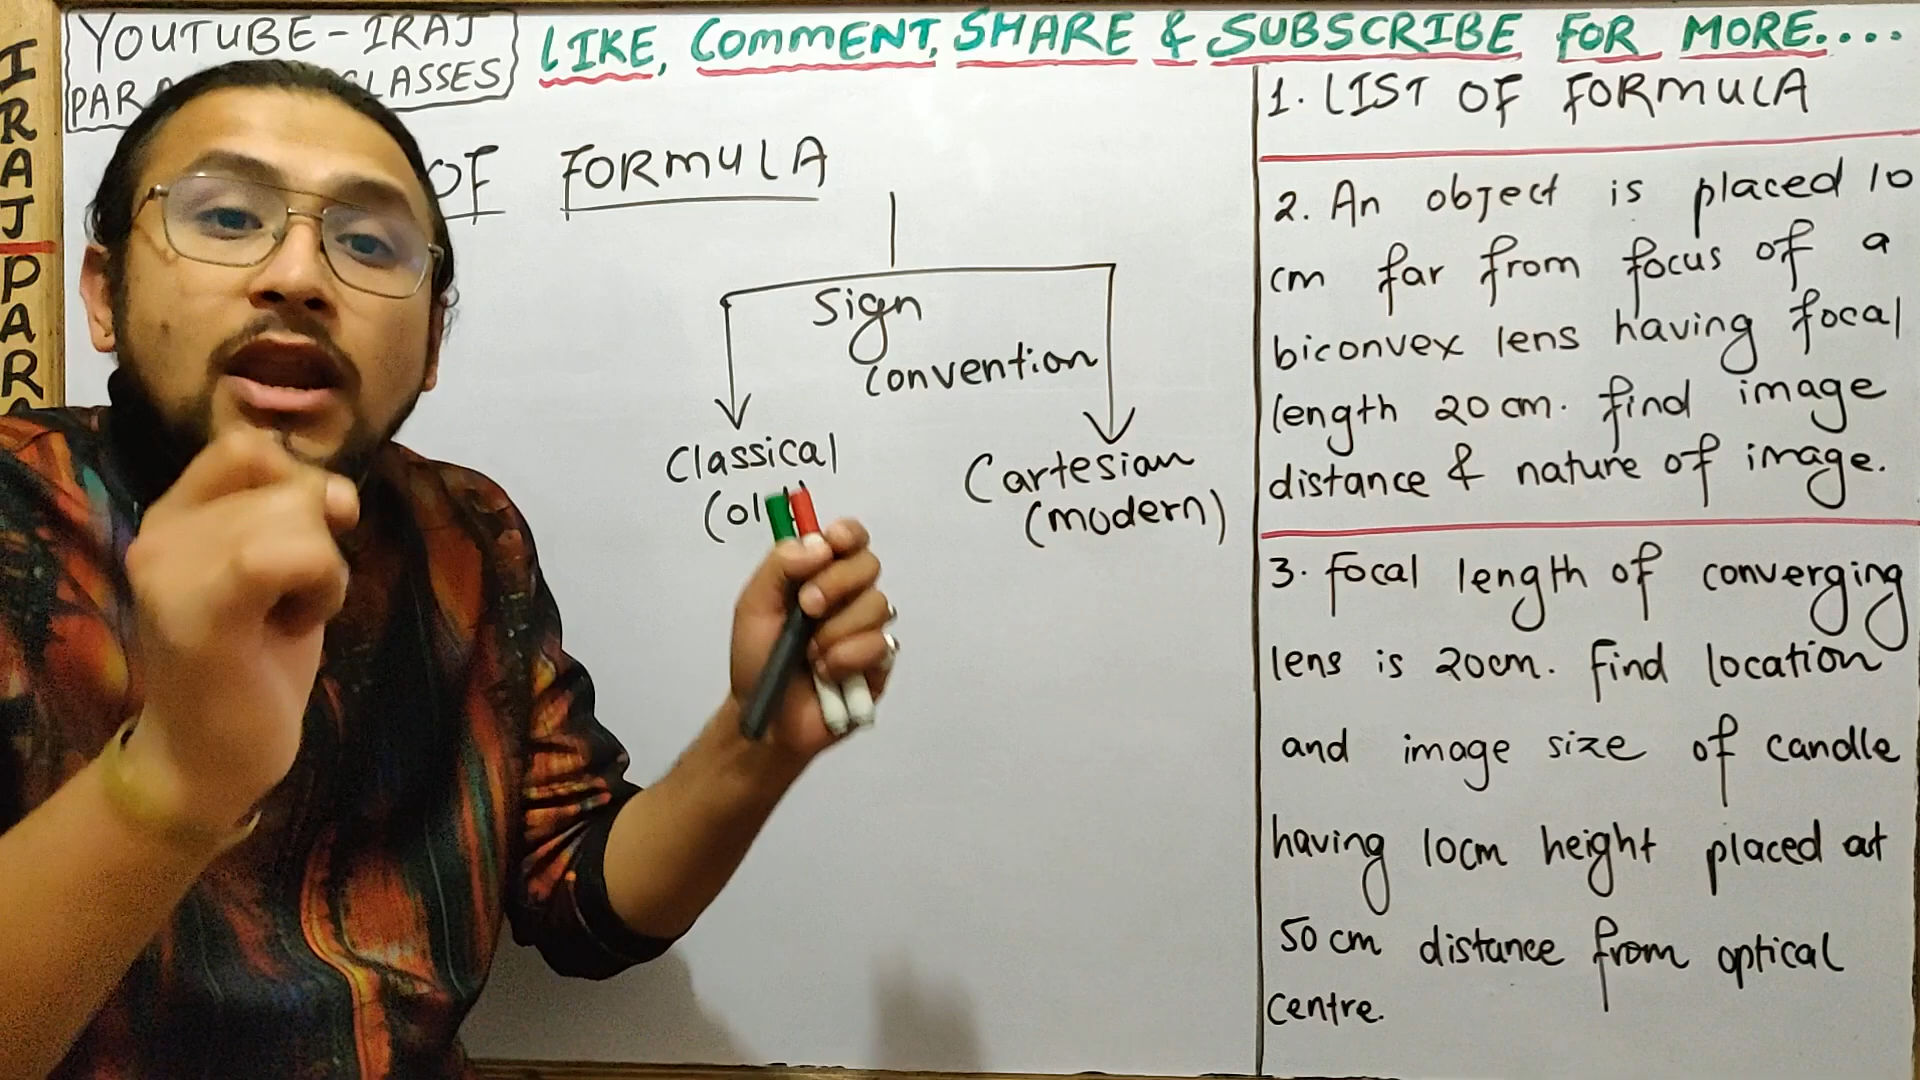 YOUTUBE - IRAJ
CLASSES
LIKE, COMMENT, SHARE & SUBSCRIBE FOR MORE....
IRAJ
OF FORMULA
Sign
Convention
Classical
Cartesian
(modern)
1. LIST OF FORMULA
2. An object is placed 10
cm far from focus of a
biconvex lens having focal
length 20 cm. find image
distance & nature of image.
3. Focal length of converging
lens is 20cm. Find location
and image size of candle
having 10cm height placed at
50 cm distance from optical
centre.